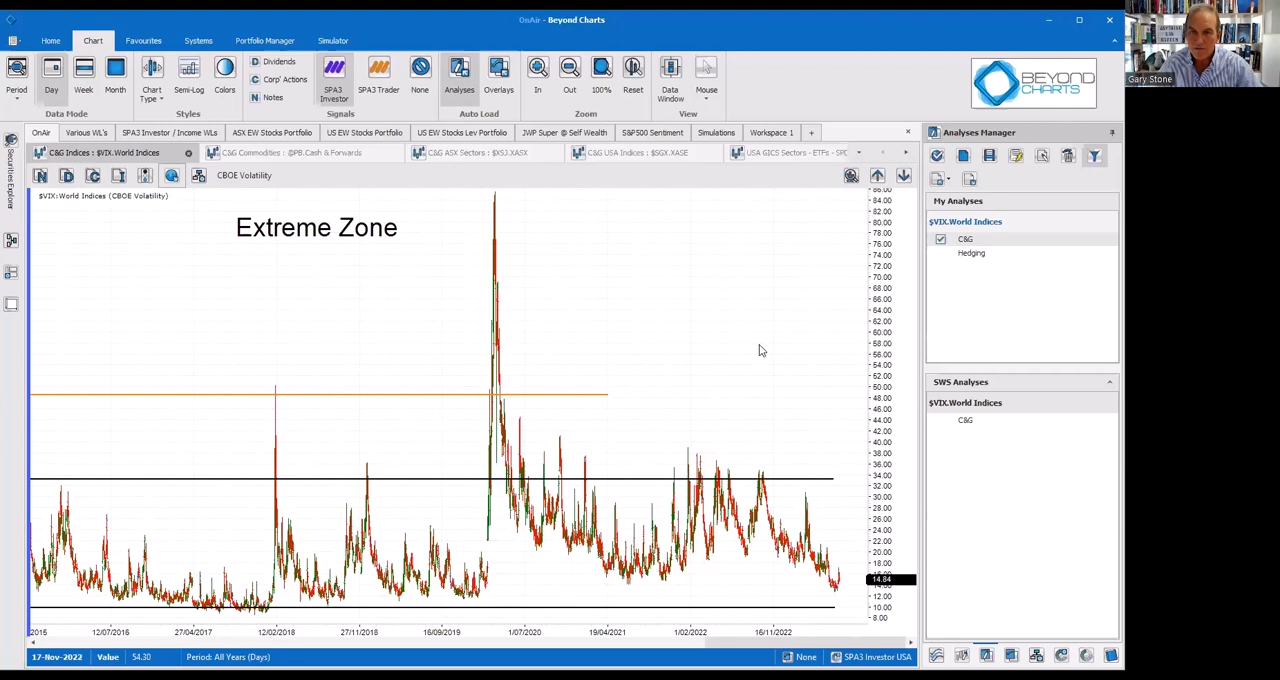 OnAir - Beyond Charts
Home Chart Favourites Systems Portfolio Manager Simulator
Period
Day
Week
Month
Data Mode
Chart Type
Semi-Log
Colors
Styles
Dividends
Corp' Actions
Notes
SPA3 Investor
SPA3 Trader
None
Signals
Analyses
Overlays
Auto Load
In
Out
100%
Reset
Zoom
Data Window
Mouse
View
BEYOND CHARTS
Gary Stone
OnAir Various WL's SPA3 Investor / Income WLs ASX EW Stocks Portfolio US EW Stocks Portfolio US EW Stocks Lev Portfolio JWP Super @ Self Wealth S&P500 Sentiment Simulations Workspace 1 +
C&G Indices : $VIX.World Indices C&G Commodities : @PB.Cash & Forwards C&G ASX Sectors : $XSJ.XASX C&G USA Indices : $SGX.XASE USA GICS Sectors - ETFs - SPD
CBOE Volatility
Securities Explorer
$VIX:World Indices (CBOE Volatility)
Extreme Zone
86.00
84.00
82.00
80.00
78.00
76.00
74.00
72.00
70.00
68.00
66.00
64.00
62.00
60.00
58.00
56.00
54.00
52.00
50.00
48.00
46.00
44.00
42.00
40.00
38.00
36.00
34.00
32.00
30.00
28.00
26.00
24.00
22.00
20.00
18.00
14.84
12.00
10.00
8.00
2015 12/07/2016 27/04/2017 12/02/2018 27/11/2018 16/09/2019 1/07/2020 19/04/2021 1/02/2022 16/11/2022
17-Nov-2022 Value 54.30 Period: All Years (Days) None SPA3 Investor USA
Analyses Manager
My Analyses
$VIX.World Indices
C&G
Hedging
SWS Analyses
$VIX.World Indices
C&G